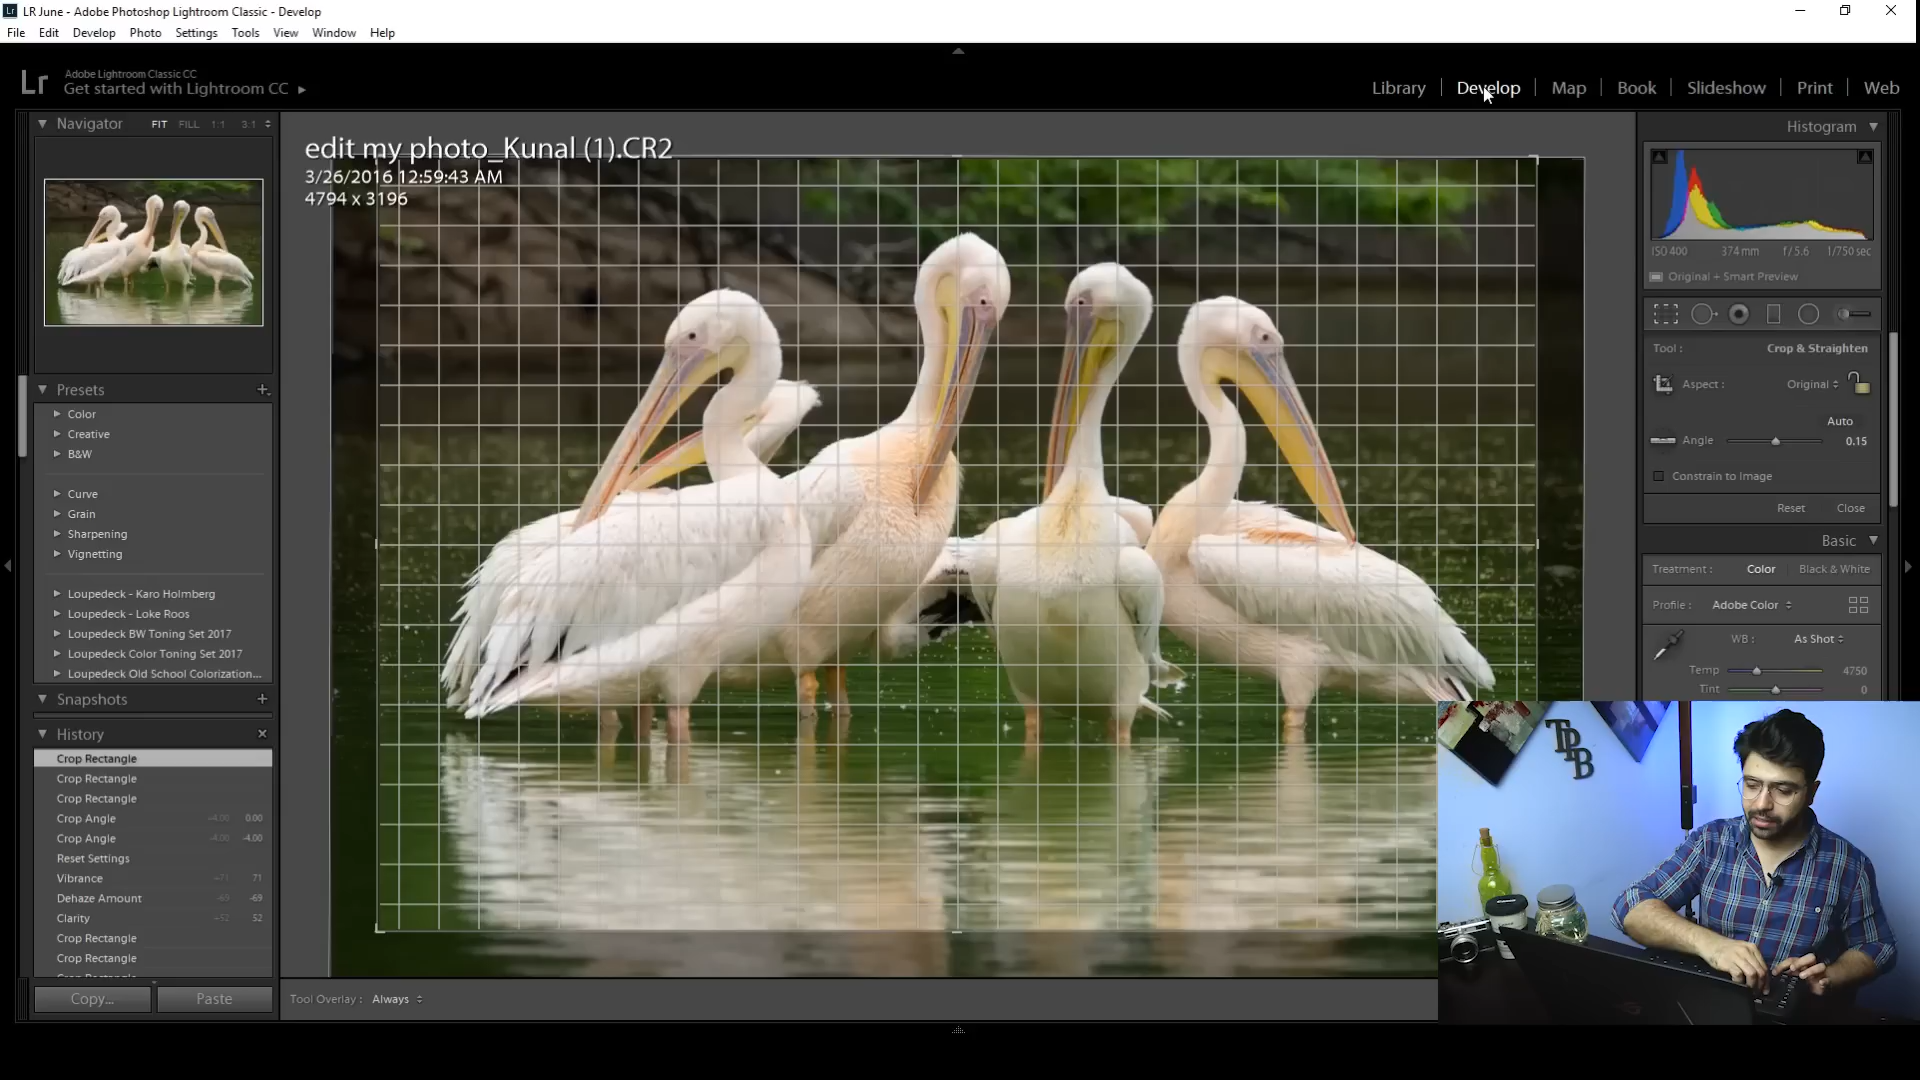 LR June - Adobe Photoshop Lightroom Classic - Develop
File Edit Develop Photo Settings Tools View Window Help
Lr
Adobe Lightroom Classic CC
Get started with Lightroom CC
Library Develop Map Book Slideshow Print Web
Navigator FIT FILL 1:1 3:1
Presets
Color
Creative
B&W
Curve
Grain
Sharpening
Vignetting
Loupedeck - Karo Holmberg
Loupedeck - Loke Roos
Loupedeck BW Toning Set 2017
Loupedeck Color Toning Set 2017
Loupedeck Old School Colorization...
Snapshots
History
Crop Rectangle
Crop Rectangle
Crop Rectangle
Crop Angle -4.00 0.00
Crop Angle -4.00 -4.00
Reset Settings
Vibrance +71 71
Dehaze Amount -69 -69
Clarity +52 52
Crop Rectangle
Crop Rectangle
Copy... Paste
edit my photo_Kunal (1).CR2
3/26/2016 12:59:43 AM
4794 x 3196
Tool Overlay : Always
Histogram
ISO 400 374 mm f / 5.6 1/750 sec
Original + Smart Preview
Tool : Crop & Straighten
Aspect : Original
Auto
Angle 0.15
Constrain to Image
Reset Close
Basic
Treatment : Color Black & White
Profile : Adobe Color
WB : As Shot
Temp 4750
Tint 0
TPB